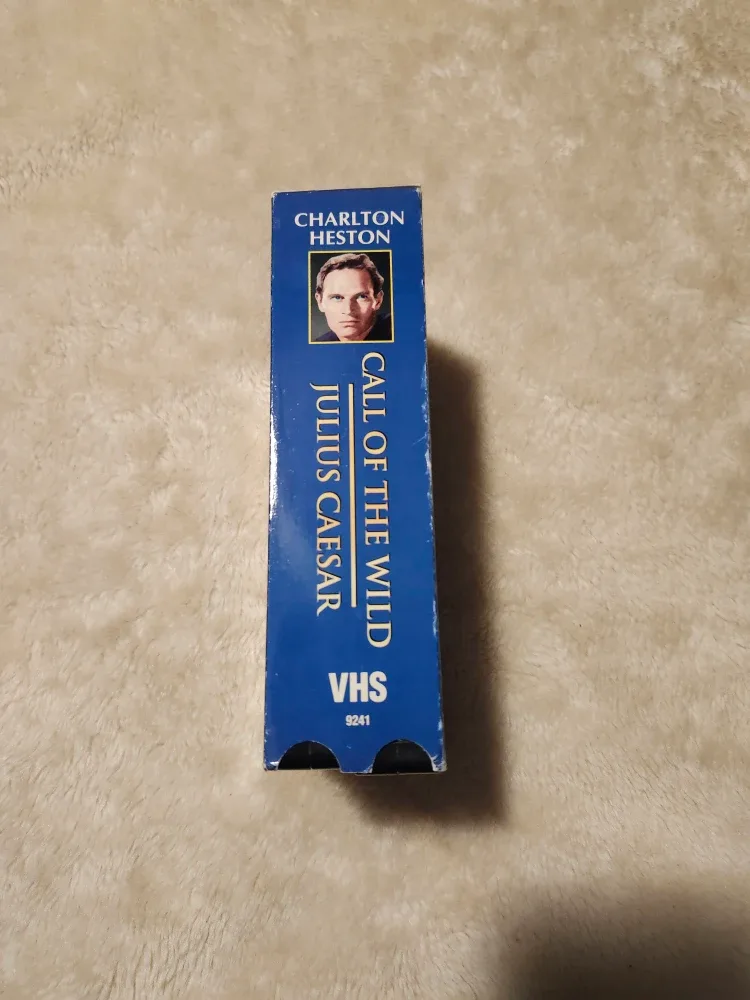 CHARLTON
HESTON
CALL OF THE WILD
JULIUS CAESAR
VHS
9241